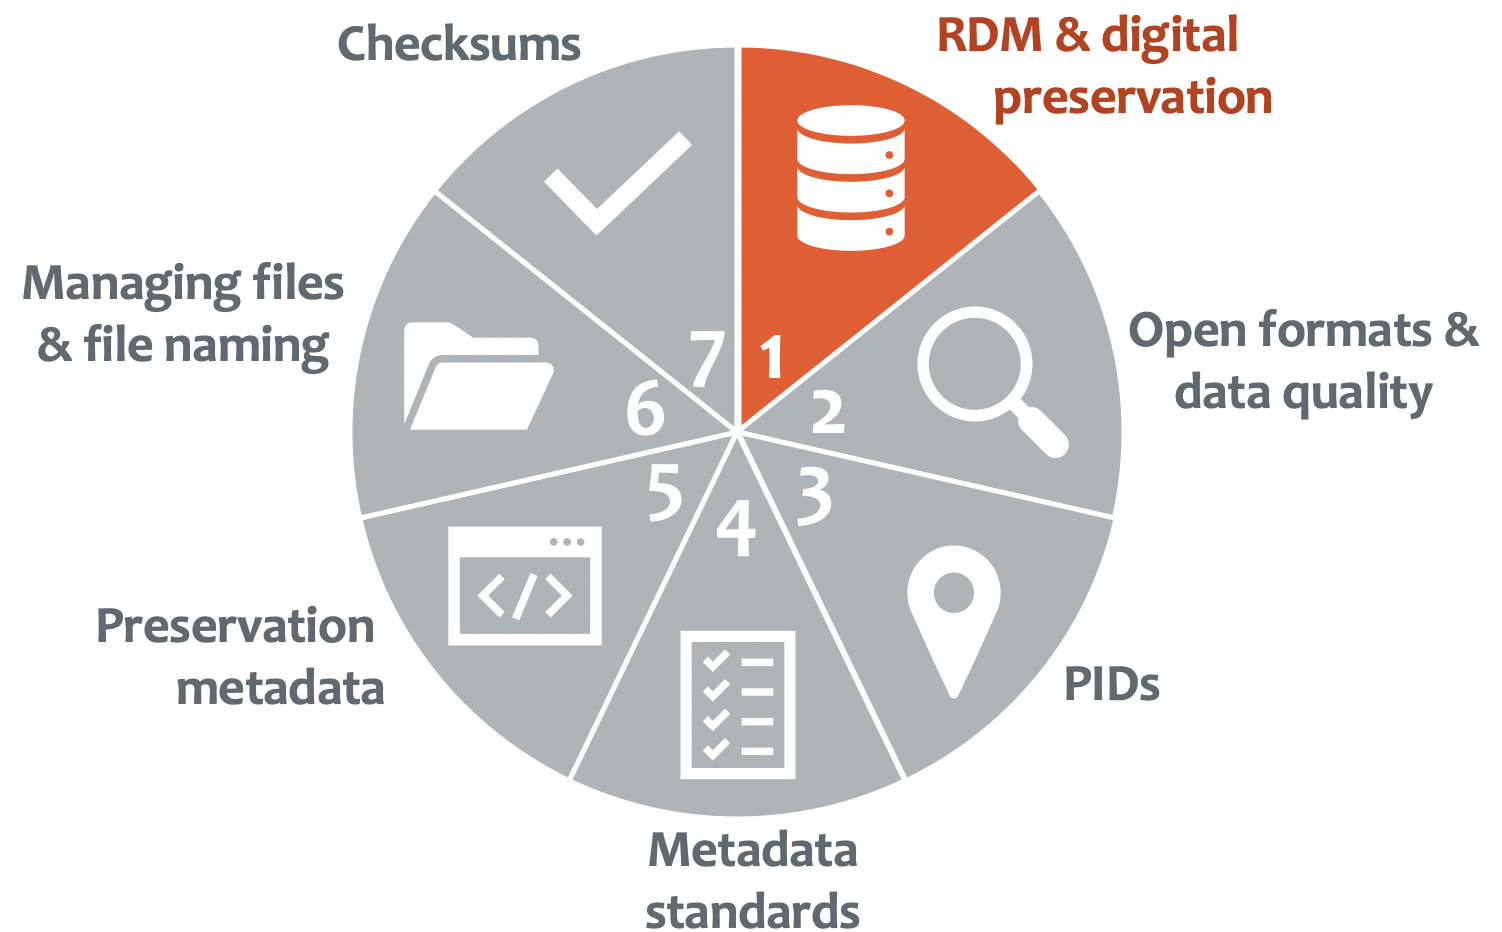 RDM & digital
preservation
1
Open formats &
data quality
2
PIDs
3
Metadata
standards
4
Preservation
metadata
5
Managing files
& file naming
6
Checksums
7